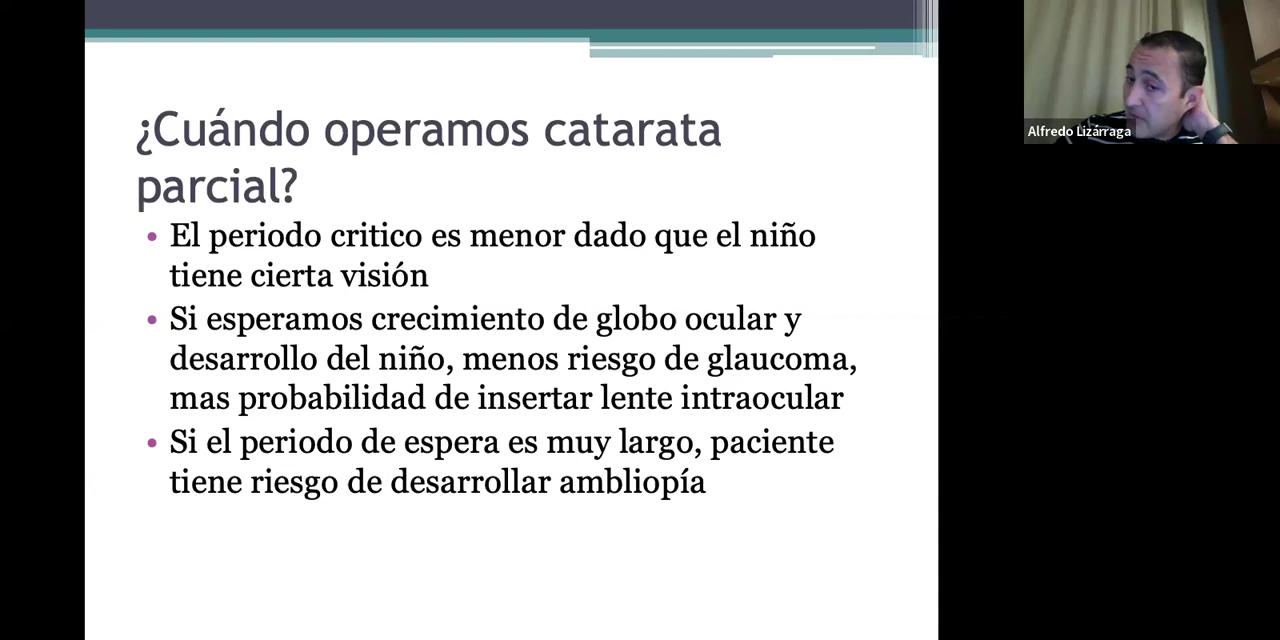 ¿Cuándo operamos catarata
parcial?
• El periodo critico es menor dado que el niño
tiene cierta visión
• Si esperamos crecimiento de globo ocular y
desarrollo del niño, menos riesgo de glaucoma,
mas probabilidad de insertar lente intraocular
• Si el periodo de espera es muy largo, paciente
tiene riesgo de desarrollar ambliopía
Alfredo Lizárraga